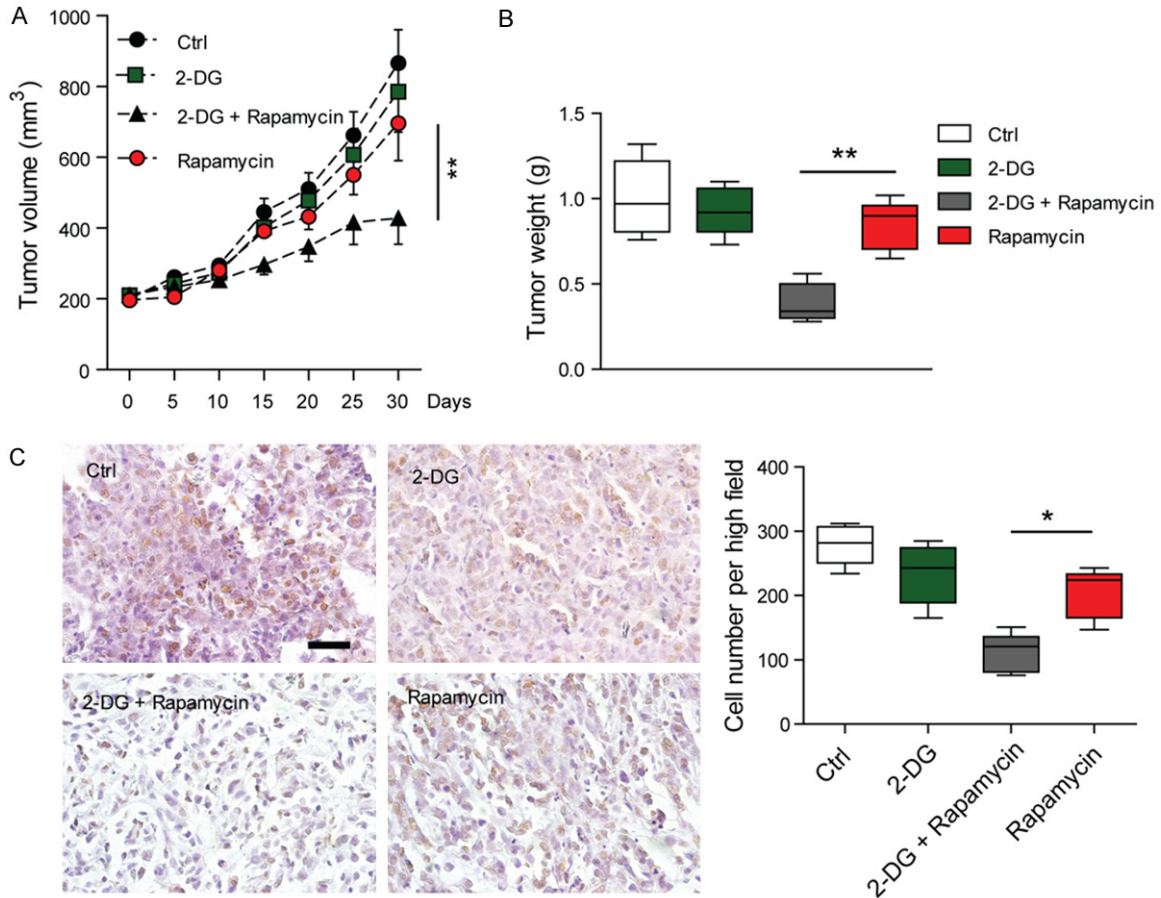 A
Tumor volume (mm3)
1000
800
600
400
200
0
Ctrl
2-DG
2-DG + Rapamycin
Rapamycin
**
0 5 10 15 20 25 30 Days
B
Tumor weight (g)
1.5
1.0
0.5
0.0
**
Ctrl
2-DG
2-DG + Rapamycin
Rapamycin
C
Ctrl
2-DG
2-DG + Rapamycin
Rapamycin
Cell number per high field
400
300
200
100
0
*
Ctrl
2-DG
2-DG + Rapamycin
Rapamycin